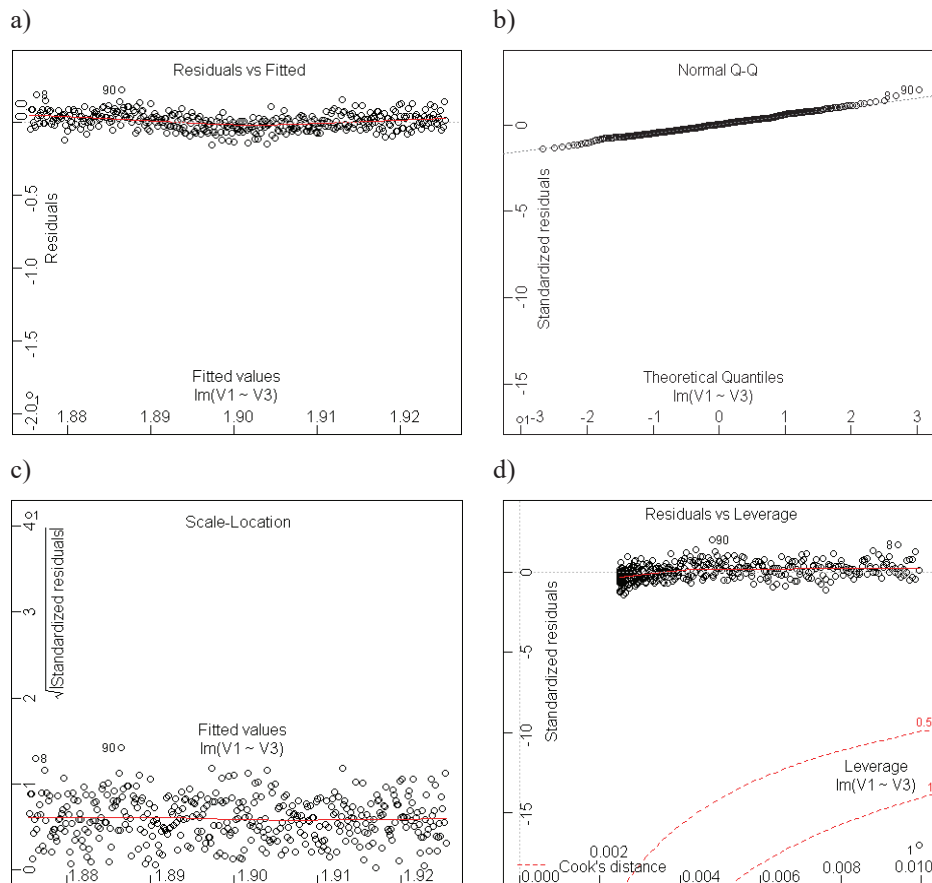 a)
Residuals vs Fitted
8
90
0.0
-0.5
-1.0
-1.5
-2.0
Residuals
1
Fitted values
lm(V1 ~ V3)
1.88 1.89 1.90 1.91 1.92
b)
Normal Q-Q
8 90
0
-5
-10
-15
Standardized residuals
1
Theoretical Quantiles
lm(V1 ~ V3)
-3 -2 -1 0 1 2 3
c)
Scale-Location
1
4
3
2
1
0
√|Standardized residuals|
Fitted values
lm(V1 ~ V3)
90
8
1.88 1.89 1.90 1.91 1.92
d)
Residuals vs Leverage
90
8
0
-5
-10
-15
Standardized residuals
0.5
Leverage
lm(V1 ~ V3)
1
1
Cook's distance
0.000 0.002 0.004 0.006 0.008 0.010